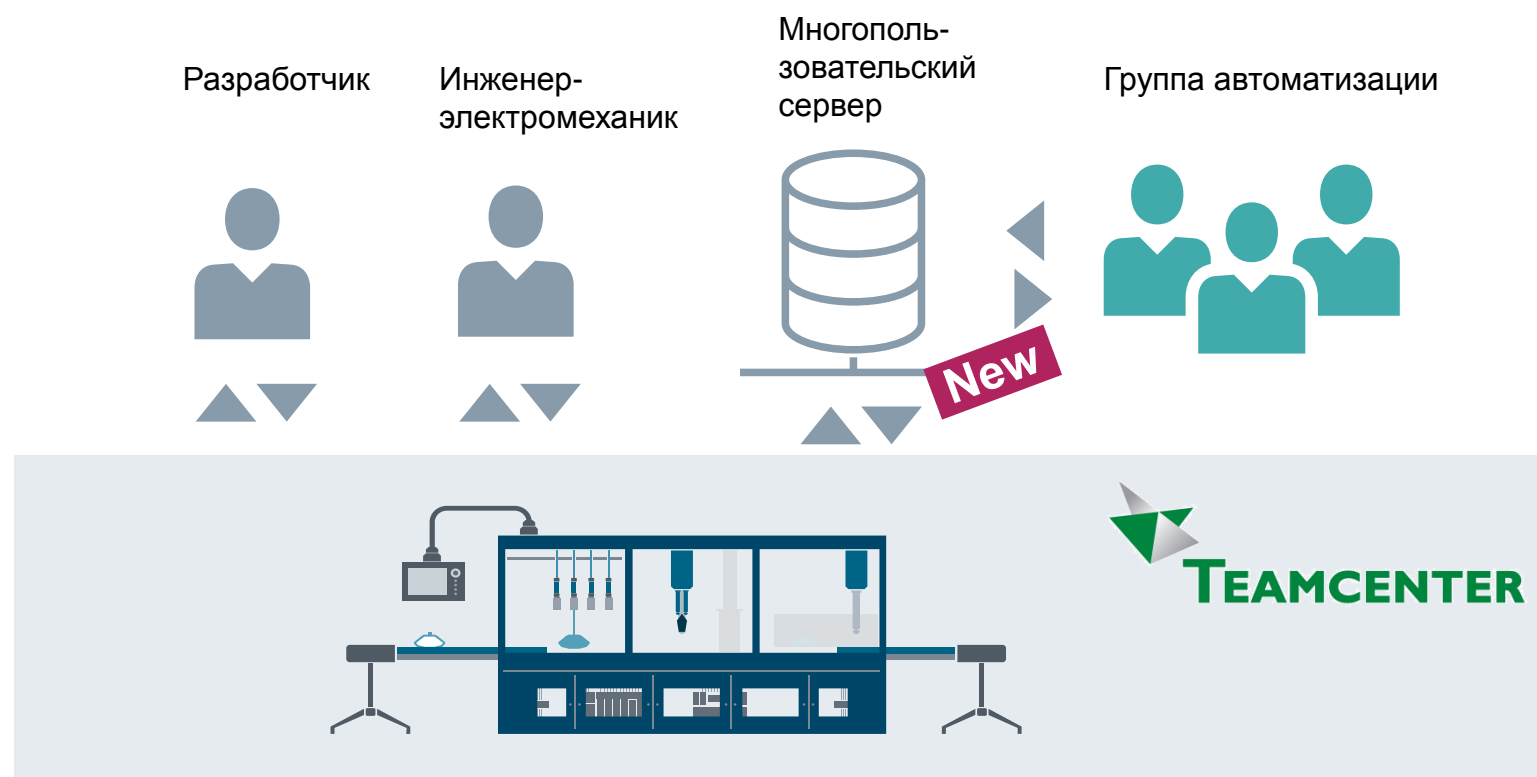 Разработчик
Инженер-
электромеханик
Многополь-
зовательский
сервер
Группа автоматизации
New
TEAMCENTER